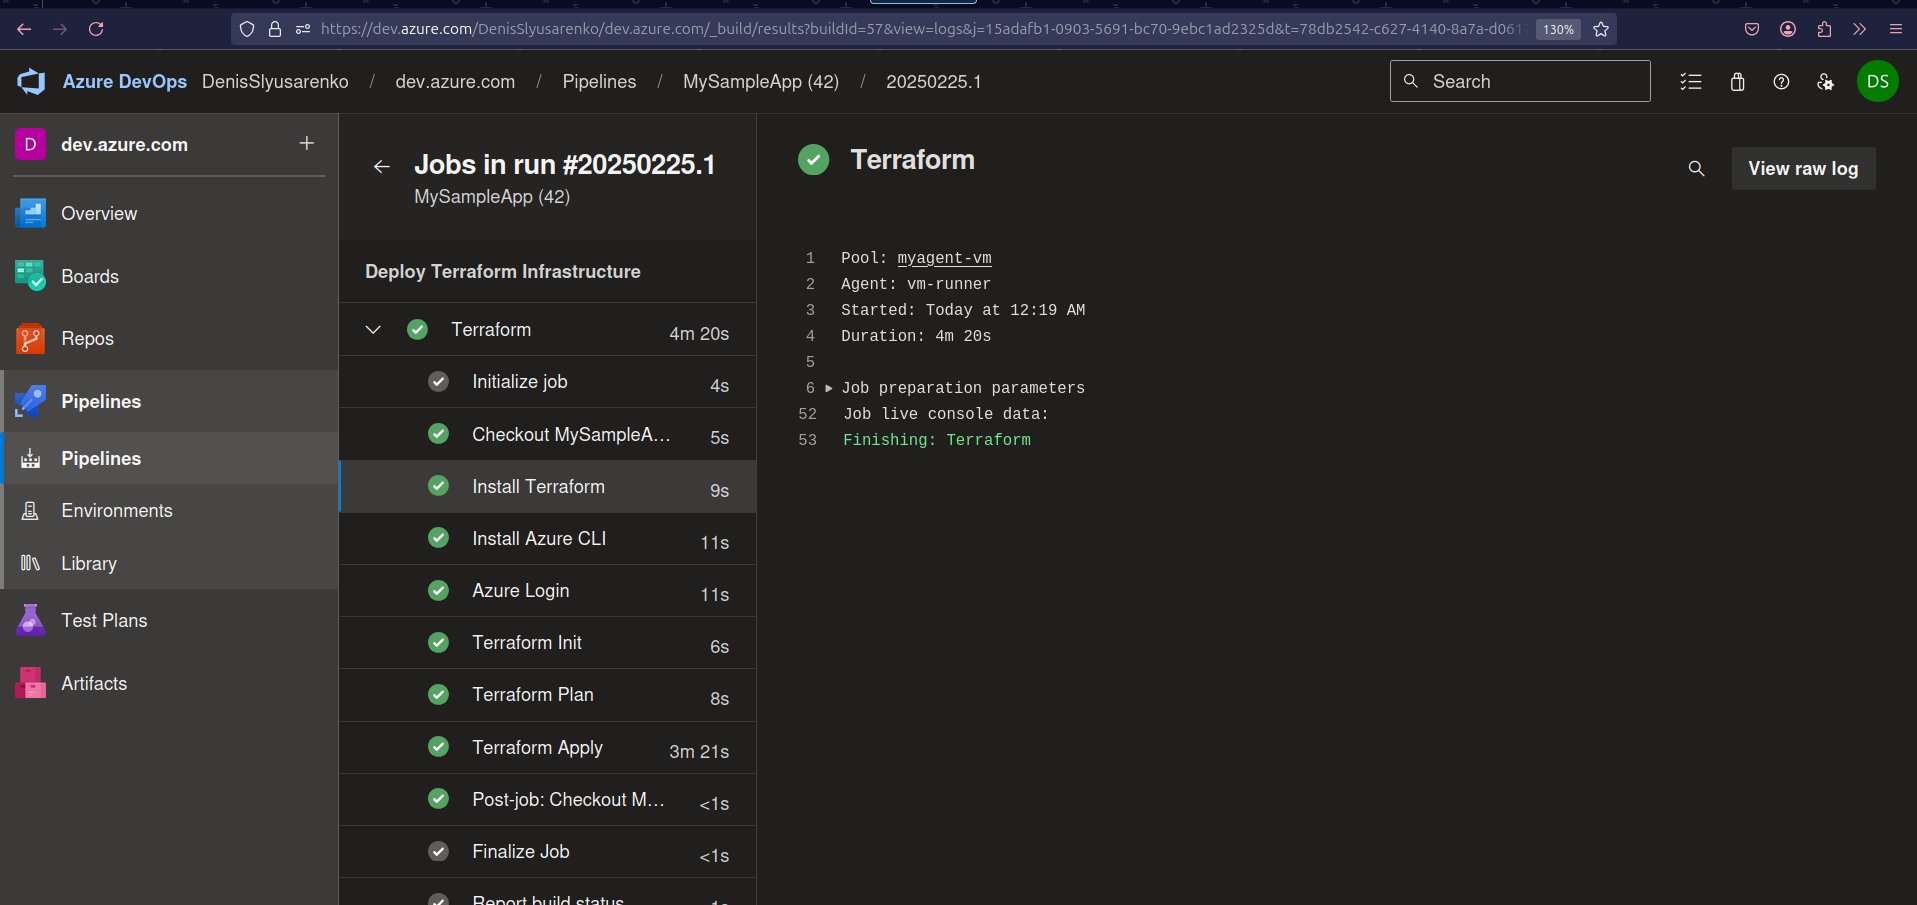 https://dev.azure.com/DenisSlyusarenko/dev.azure.com/_build/results?buildId=57&view=logs&j=15adafb1-0903-5691-bc70-9ebc1ad2325d&t=78db2542-c627-4140-8a7a-d061
130%
Azure DevOps DenisSlyusarenko / dev.azure.com / Pipelines / MySampleApp (42) / 20250225.1
Search
DS
D dev.azure.com +
Overview
Boards
Repos
Pipelines
Pipelines
Environments
Library
Test Plans
Artifacts
Jobs in run #20250225.1
MySampleApp (42)
Deploy Terraform Infrastructure
Terraform 4m 20s
Initialize job 4s
Checkout MySampleA... 5s
Install Terraform 9s
Install Azure CLI 11s
Azure Login 11s
Terraform Init 6s
Terraform Plan 8s
Terraform Apply 3m 21s
Post-job: Checkout M... <1s
Finalize Job <1s
Report build status
Terraform
View raw log
1 Pool: myagent-vm
2 Agent: vm-runner
3 Started: Today at 12:19 AM
4 Duration: 4m 20s
5
6 Job preparation parameters
52 Job live console data:
53 Finishing: Terraform